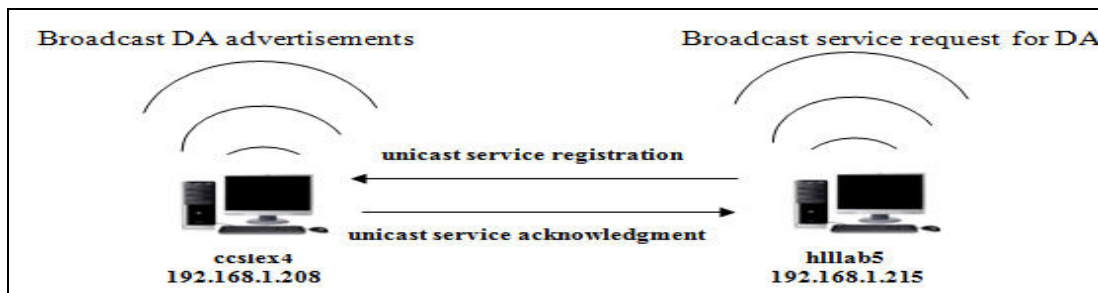 Broadcast DA advertisements
Broadcast service request for DA
unicast service registration
unicast service acknowledgment
ccslex4
192.168.1.208
hlllab5
192.168.1.215